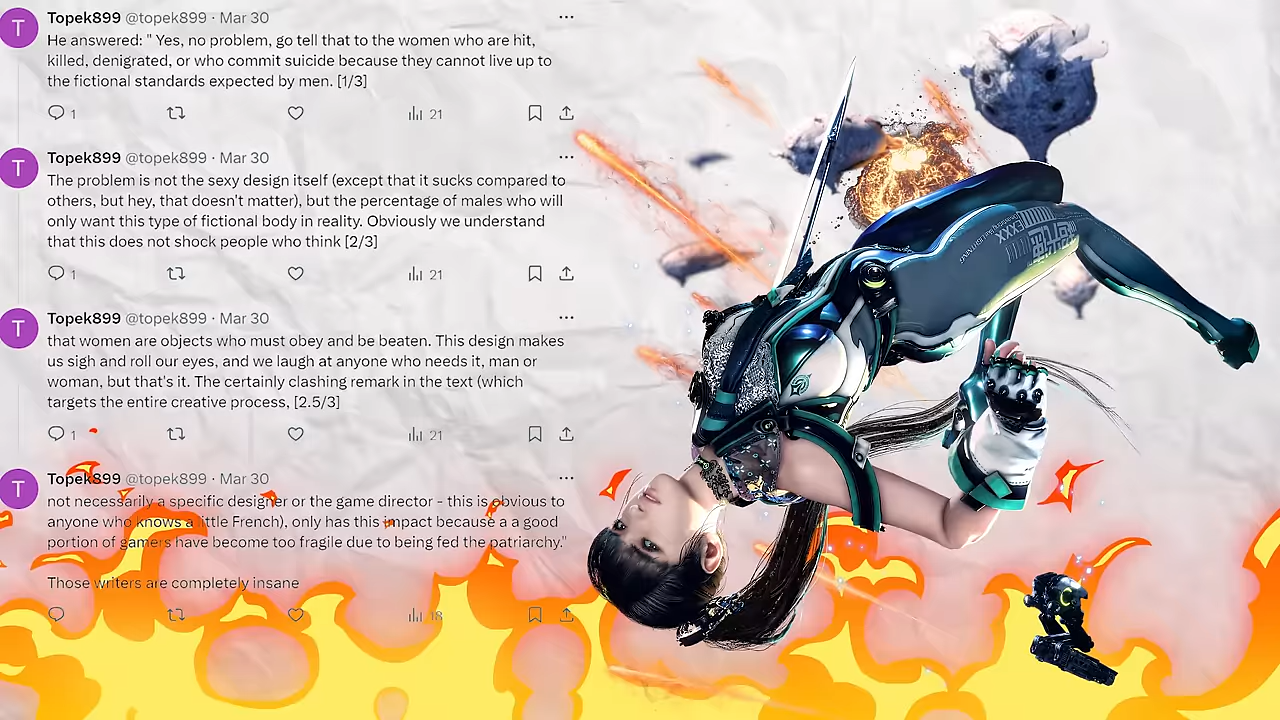 Topek899 @topek899 · Mar 30
He answered: " Yes, no problem, go tell that to the women who are hit,
killed, denigrated, or who commit suicide because they cannot live up to
the fictional standards expected by men. [1/3]
1 21
Topek899 @topek899 · Mar 30
The problem is not the sexy design itself (except that it sucks compared to
others, but hey, that doesn't matter), but the percentage of males who will
only want this type of fictional body in reality. Obviously we understand
that this does not shock people who think [2/3]
1 21
Topek899 @topek899 · Mar 30
that women are objects who must obey and be beaten. This design makes
us sigh and roll our eyes, and we laugh at anyone who needs it, man or
woman, but that's it. The certainly clashing remark in the text (which
targets the entire creative process, [2.5/3]
1 21
Topek899 @topek899 · Mar 30
not necessarily a specific designer or the game director - this is obvious to
anyone who knows a little French), only has this impact because a a good
portion of gamers have become too fragile due to being fed the patriarchy."
Those writers are completely insane
18
T
T
T
T